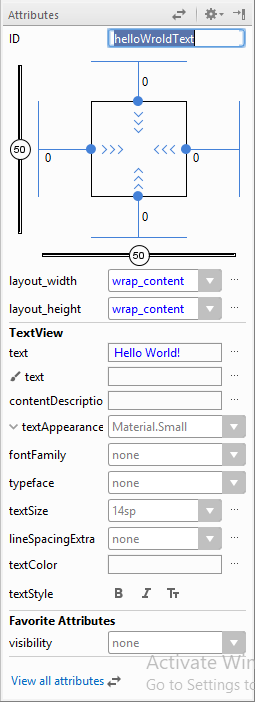 Attributes
ID helloWroldText
0
50
0 0
0
50
layout_width wrap_content ...
layout_height wrap_content ...
TextView
text Hello World! ...
text ...
contentDescriptio ...
textAppearance Material.Small
fontFamily none ...
typeface none ...
textSize 14sp ...
lineSpacingExtra none ...
textColor ...
textStyle B I Tт ...
Favorite Attributes
visibility none
Activate Win
View all attributes
Go to Settings to